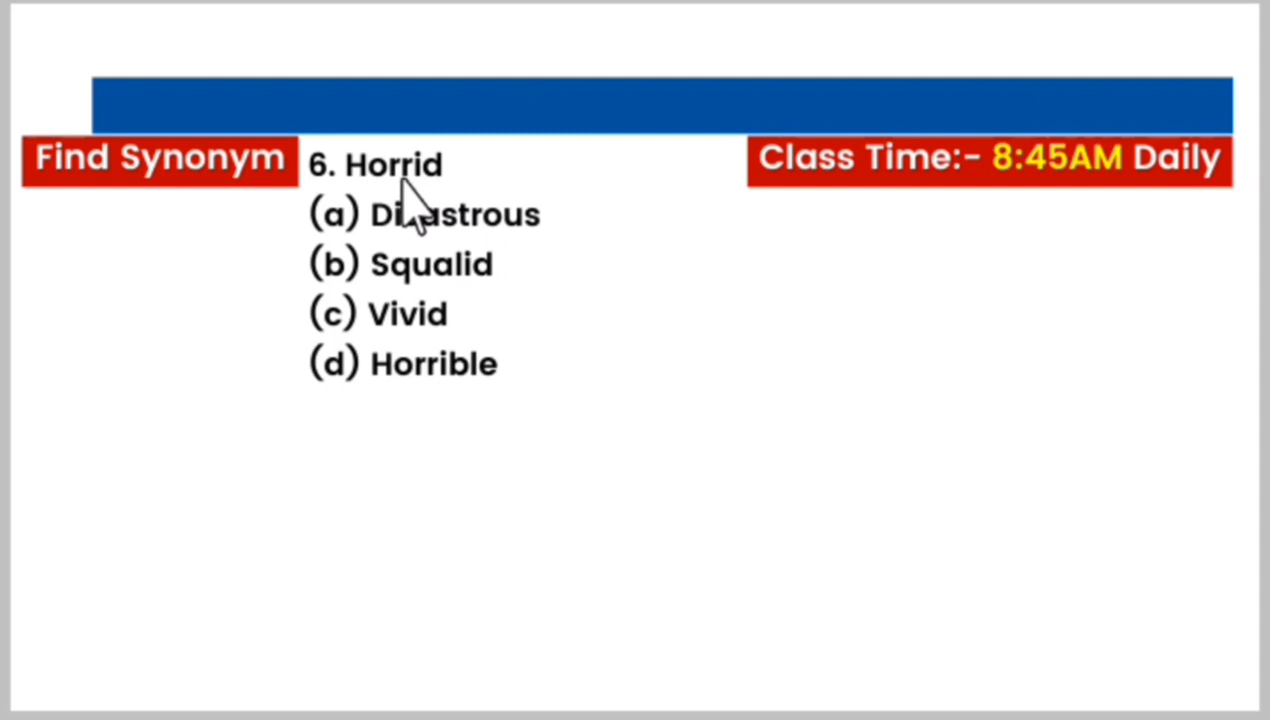 Find Synonym
6. Horrid
Class Time:- 8:45AM Daily
(a) Disastrous
(b) Squalid
(c) Vivid
(d) Horrible